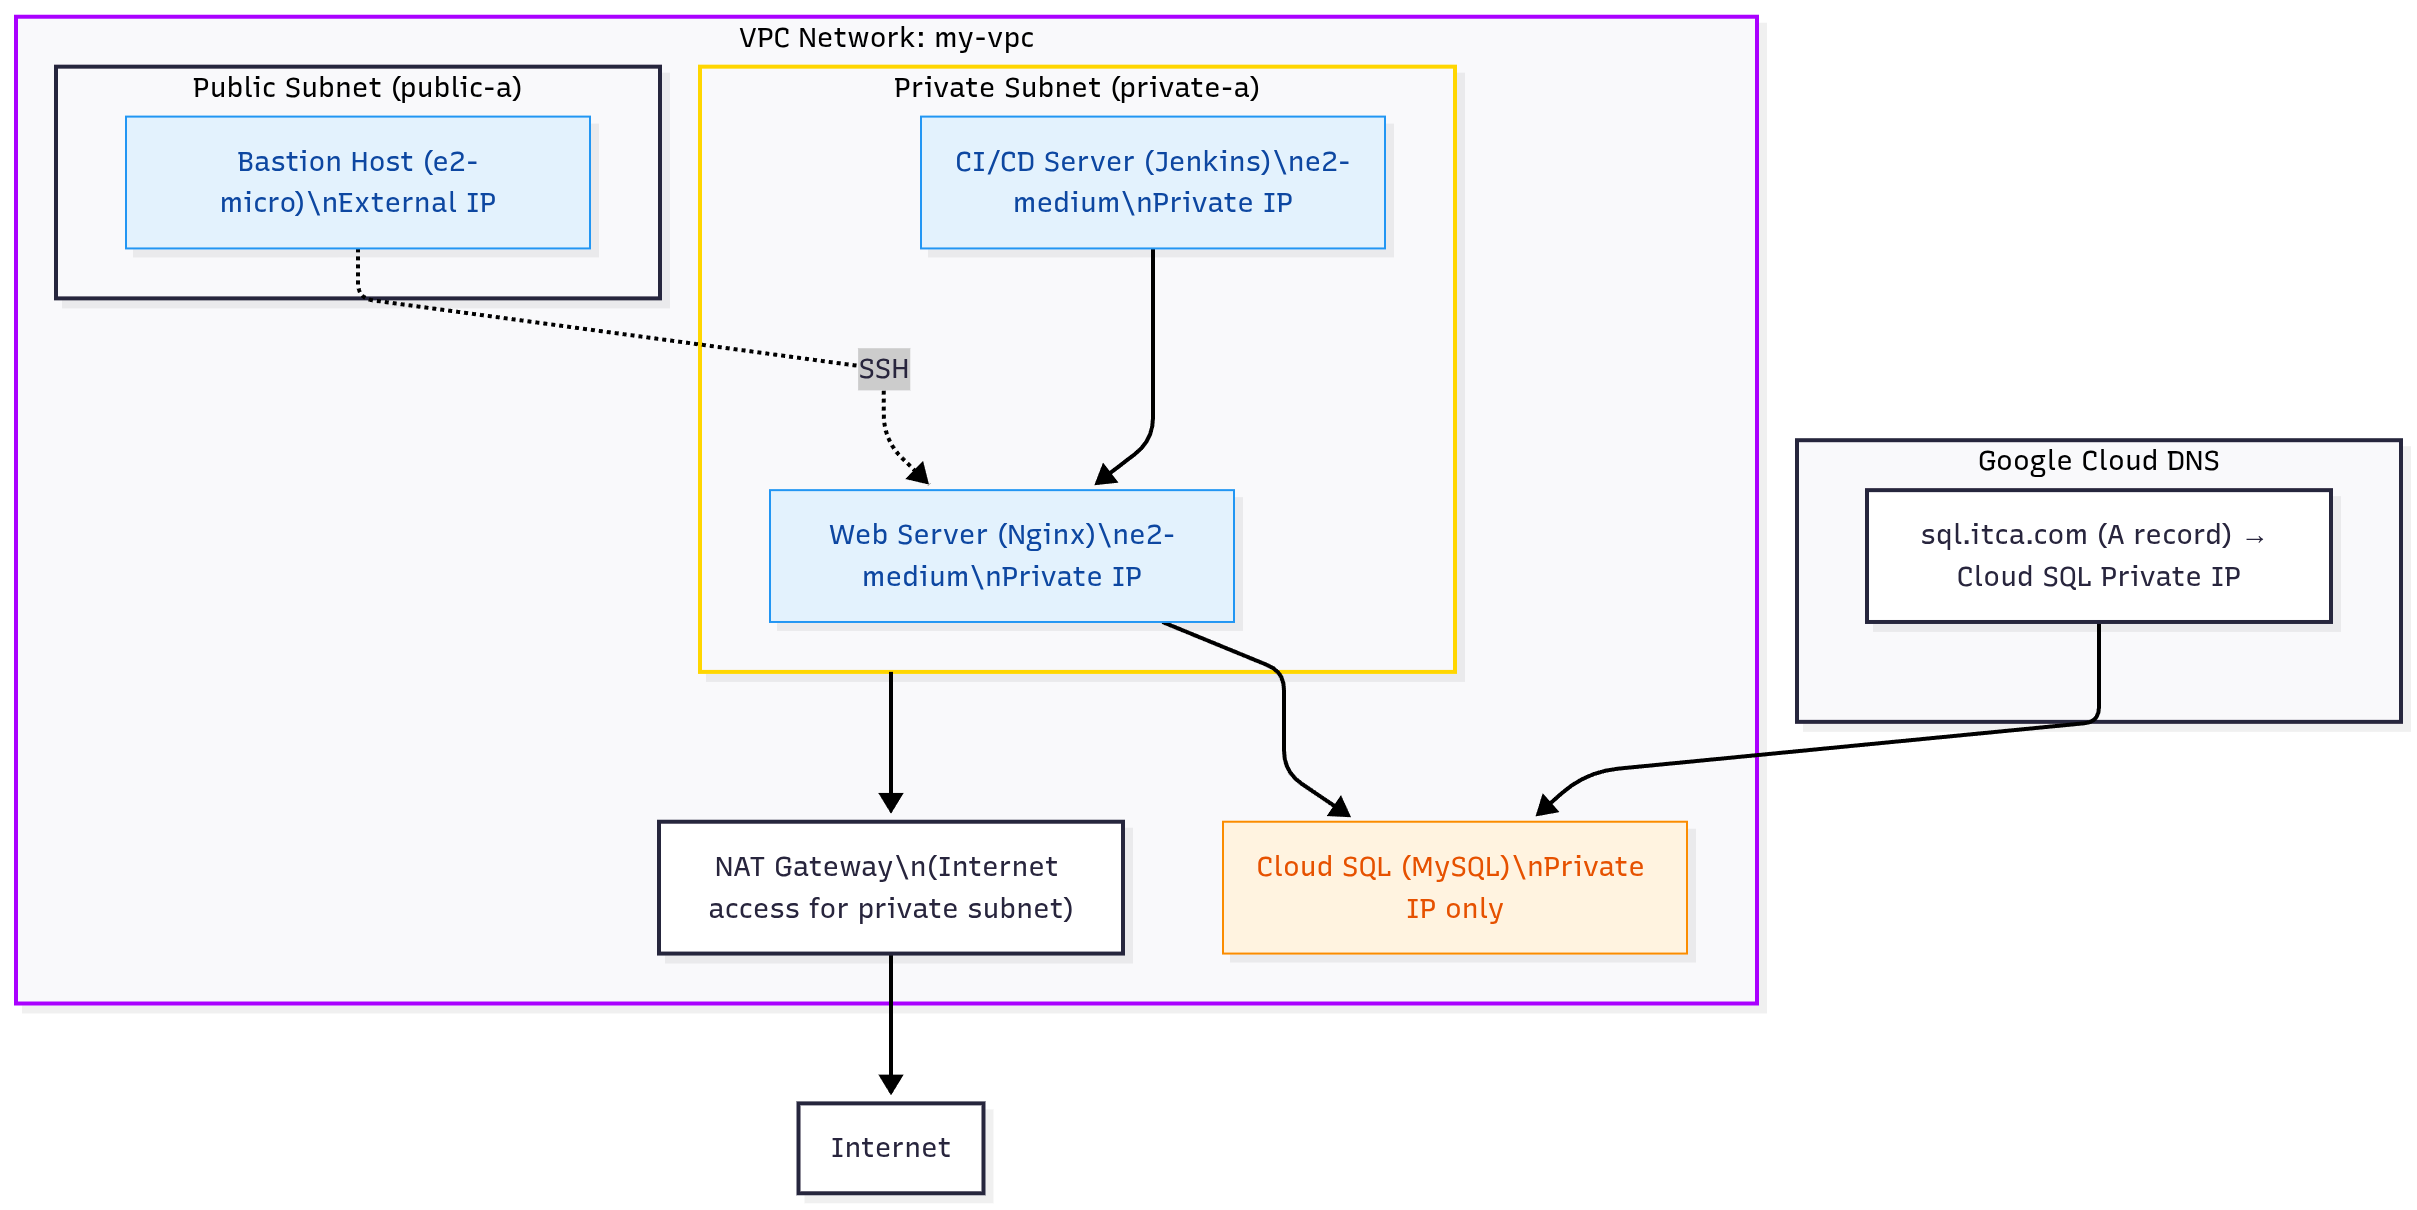 VPC Network: my-vpc
Public Subnet (public-a)
Bastion Host (e2-
micro)\nExternal IP
Private Subnet (private-a)
CI/CD Server (Jenkins)\ne2-
medium\nPrivate IP
SSH
Web Server (Nginx)\ne2-
medium\nPrivate IP
Google Cloud DNS
sql.itca.com (A record) →
Cloud SQL Private IP
NAT Gateway\n(Internet
access for private subnet)
Cloud SQL (MySQL)\nPrivate
IP only
Internet